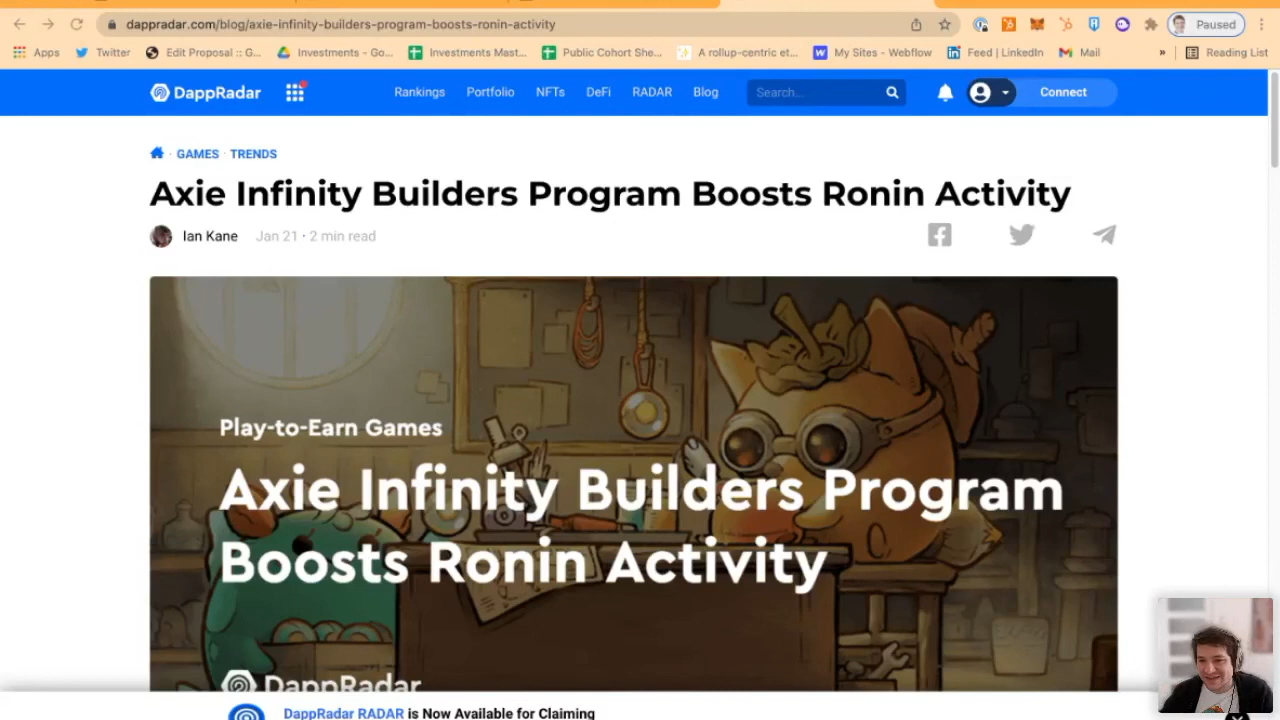 dappradar.com/blog/axie-infinity-builders-program-boosts-ronin-activity
Paused
Apps Twitter Edit Proposal :: G... Investments - Go... Investments Mast... Public Cohort She... A rollup-centric et... My Sites - Webflow Feed | LinkedIn Mail » Reading List
DappRadar Rankings Portfolio NFTs DeFi RADAR Blog Search... Connect
GAMES · TRENDS
Axie Infinity Builders Program Boosts Ronin Activity
Ian Kane Jan 21 · 2 min read
Play-to-Earn Games
Axie Infinity Builders Program
Boosts Ronin Activity
DappRadar
DappRadar RADAR is Now Available for Claiming